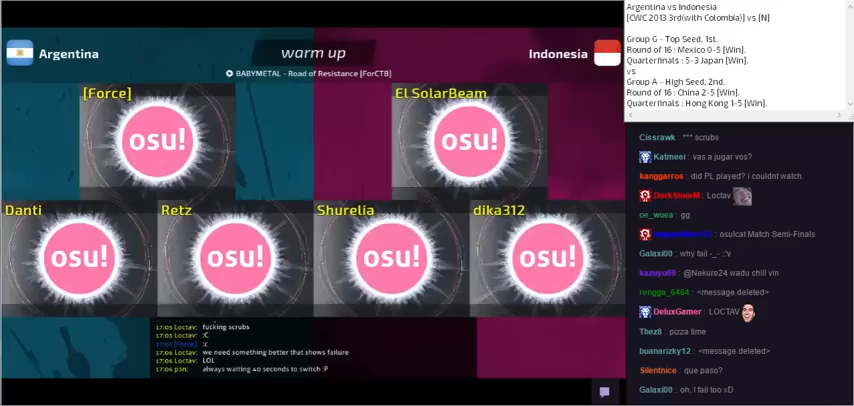 Argentina
warm up
Indonesia
BABYMETAL - Road of Resistance [ForCTB]
[Force]
El SolarBeam
osu!
osu!
Danti
Retz
Shurelia
dika312
osu!
osu!
osu!
osu!
17:05 Loctav: fucking scrubs
17:05 Loctav: :C
17:05 [Force] :c
17:06 Loctav: we need something better that shows failure
17:06 Loctav: LOL
17:06 p3n: always waiting 40 seconds to switch :P
Argentina vs Indonesia
[CWC 2013 3rd(with Colombia)] vs [N]
Group G - Top Seed, 1st.
Round of 16 : Mexico 0-5 [Win].
Quarterfinals : 5-3 Japan [Win].
vs
Group A - High Seed, 2nd.
Round of 16 : China 2-5 [Win].
Quarterfinals : Hong Kong 1-5 [Win].
Cissrawk : *** scrubs
Katmeei : vas a jugar vos?
kanggarros : did PL played? i couldnt watch
DarkStoorM : Loctav
oe_wuea : gg
: osu!cat Match Semi-Finals
Galaxi00 : why fail -_- ::'v
kazuyo69 : @Nekuro24 wadu chill vin
rengga_6464 : <message deleted>
DeluxGamer : LOCTAV
Thez8 : pizza time
buanarizky12 : <message deleted>
Silentnice : que paso?
Galaxi00 : oh, I fail too xD